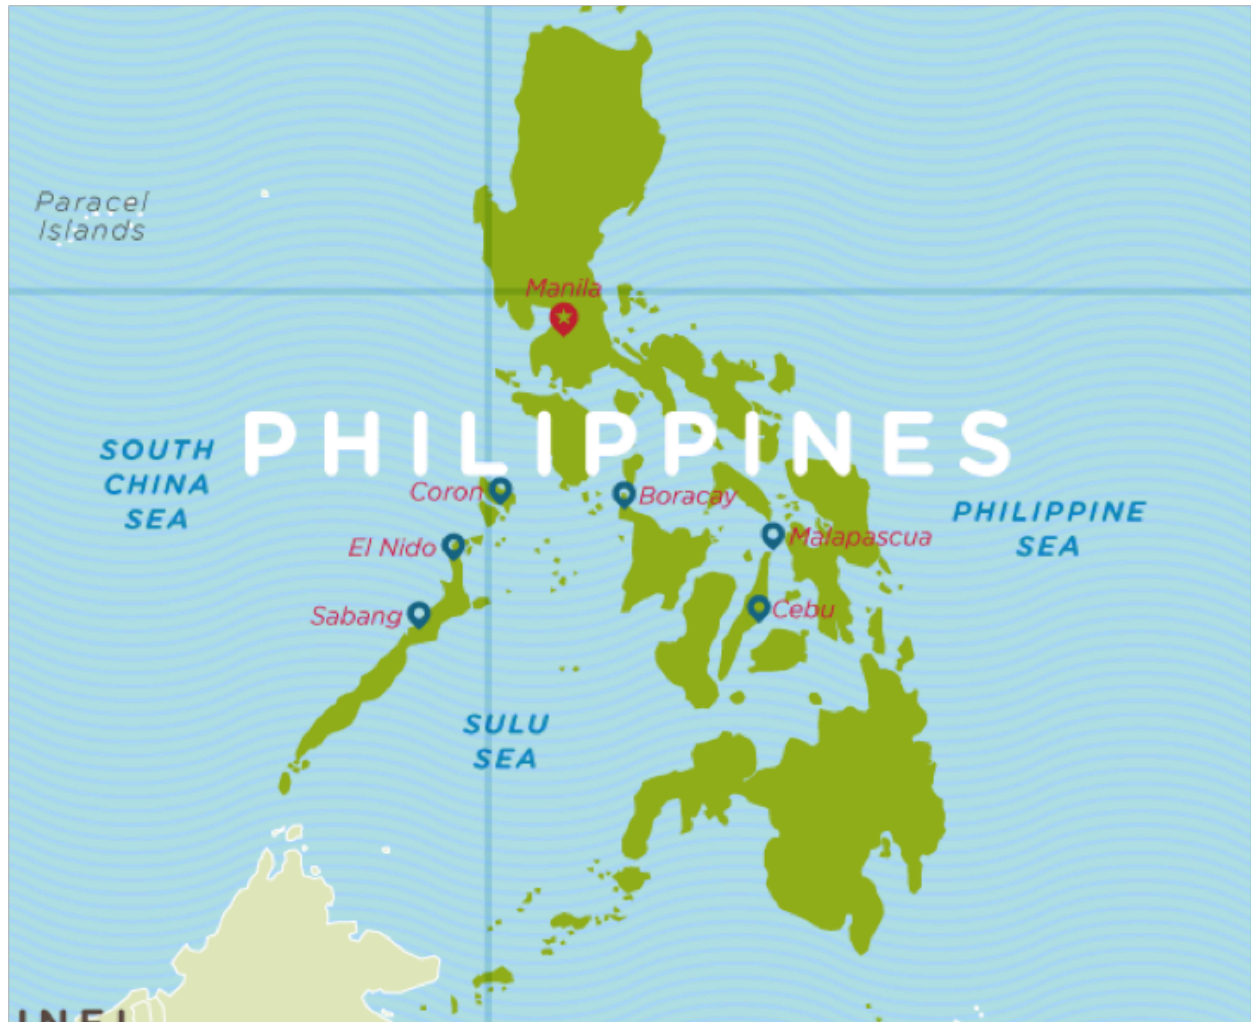 Paracel
Islands
Manila
PHILIPPINES
SOUTH
CHINA
SEA
Coron
Boracay
PHILIPPINE
SEA
El Nido
Malapascua
Sabang
Cebu
SULU
SEA